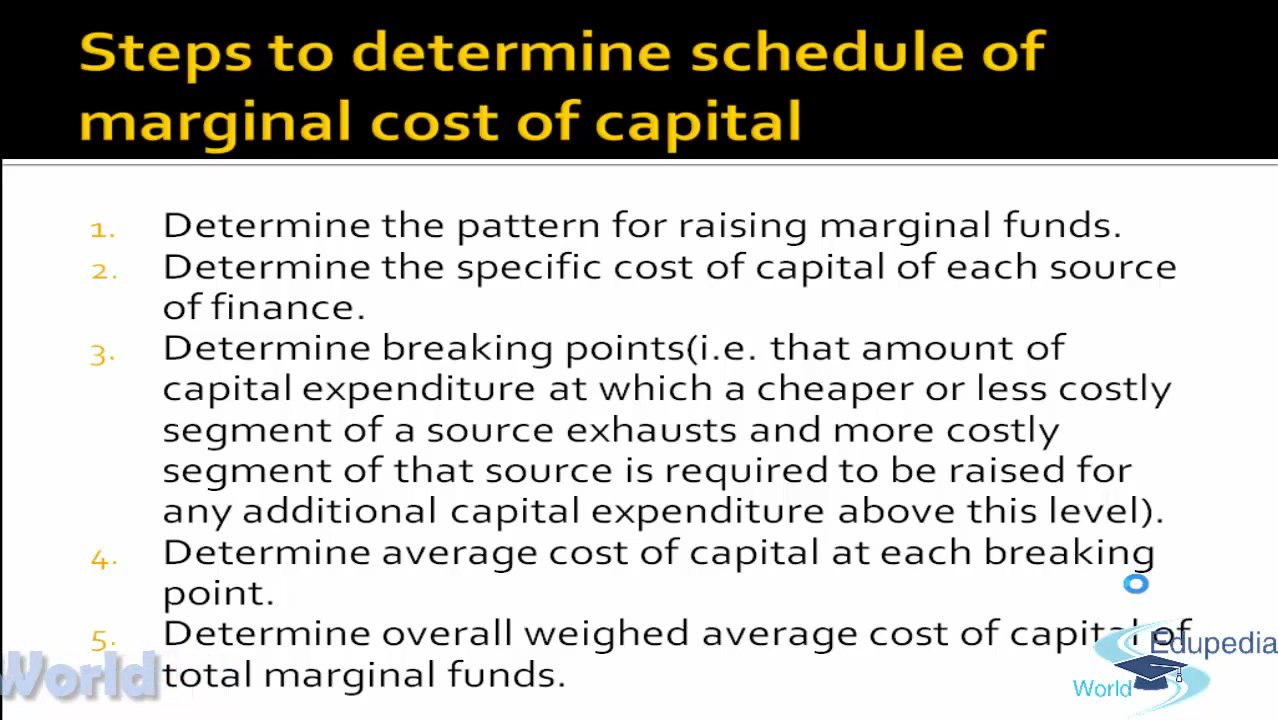 Steps to determine schedule of
marginal cost of capital
1. Determine the pattern for raising marginal funds.
2. Determine the specific cost of capital of each source
of finance.
3. Determine breaking points(i.e. that amount of
capital expenditure at which a cheaper or less costly
segment of a source exhausts and more costly
segment of that source is required to be raised for
any additional capital expenditure above this level).
4. Determine average cost of capital at each breaking
point.
5. Determine overall weighed average cost of capital of
total marginal funds.
World
Edupedia
World